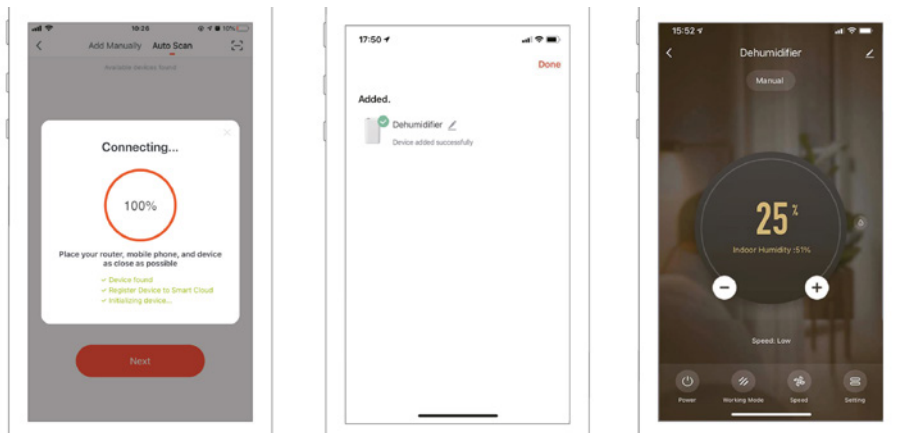 10:28
10%
Add Manually Auto Scan
Available devices found
Connecting...
100%
Place your router, mobile phone, and device
as close as possible
✓ Device found
✓ Register Device to Smart Cloud
✓ Initializing device...
Next
17:50
Done
Added.
Dehumidifier
Device added successfully
15:52
Dehumidifier
Manual
25%
Indoor Humidity :51%
Speed: Low
Power Working Mode Speed Setting